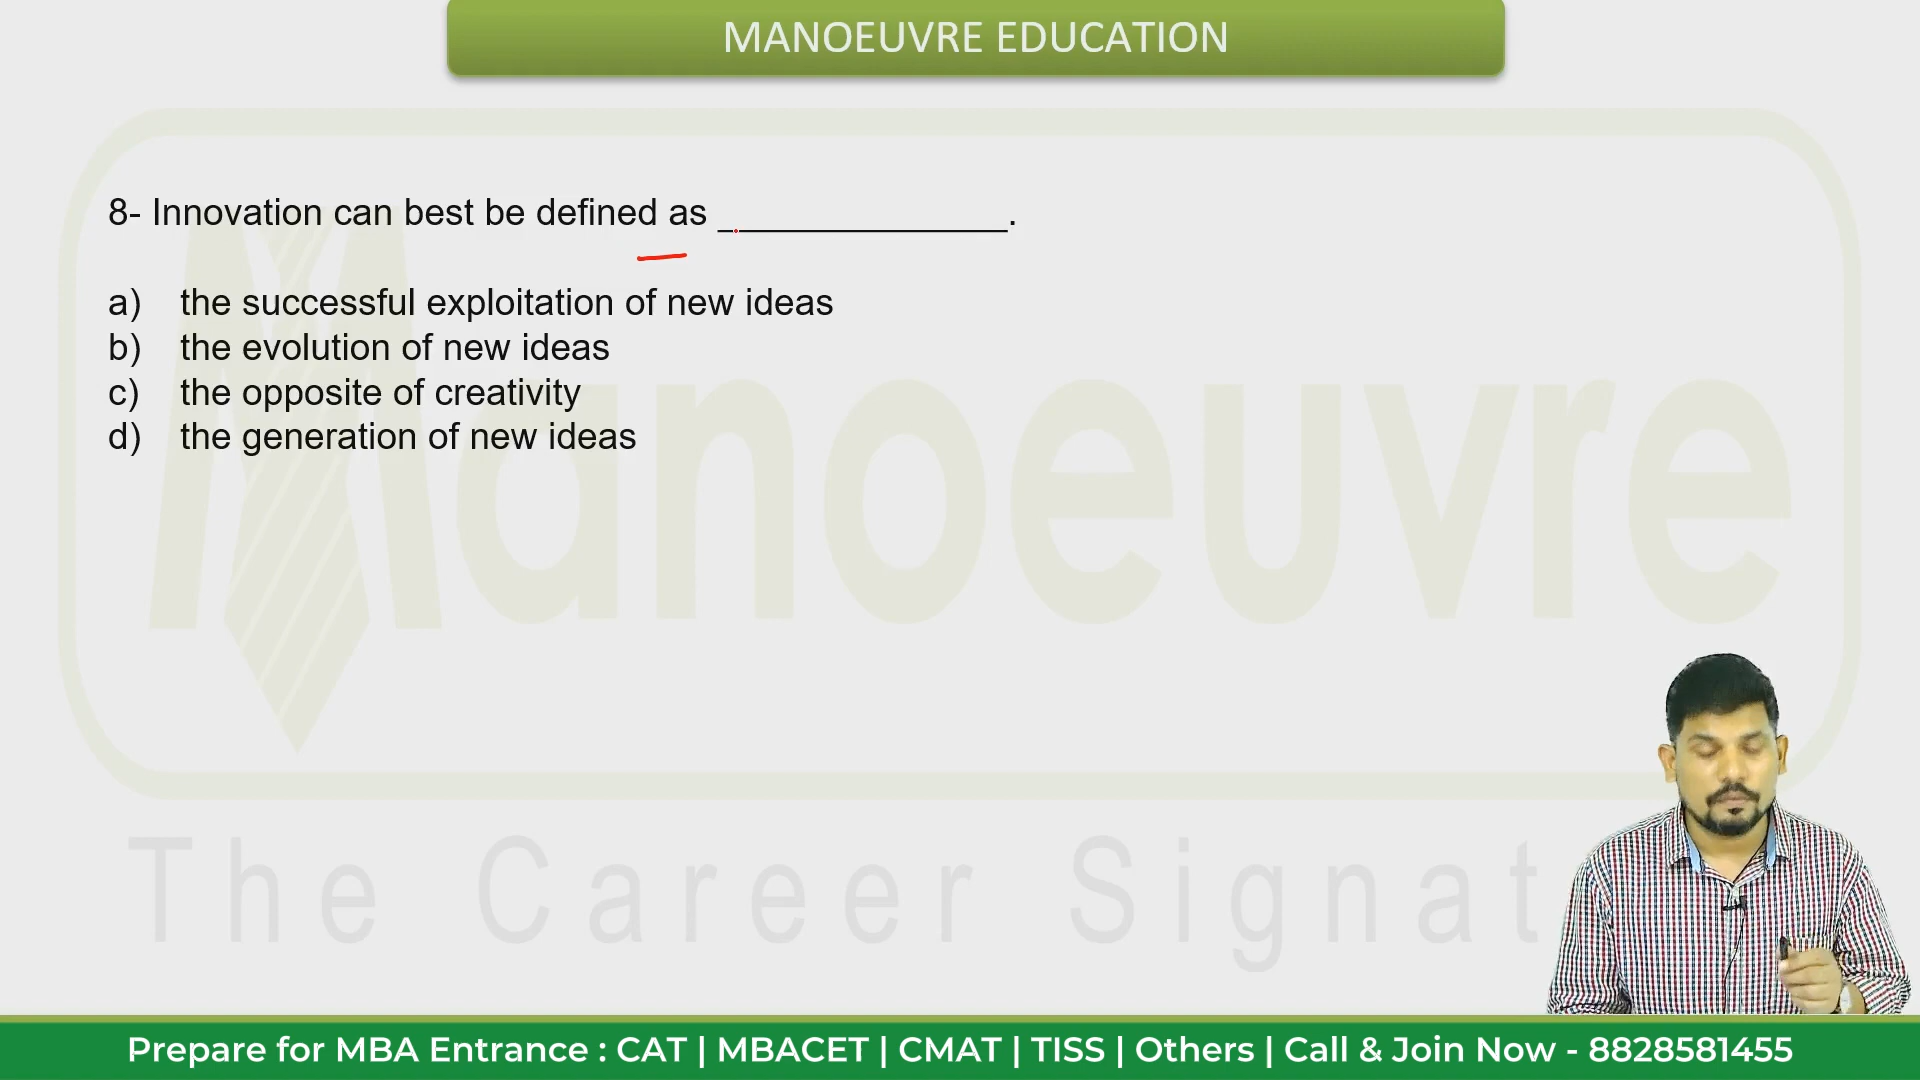 MANOEUVRE EDUCATION
8- Innovation can best be defined as ______________.
a) the successful exploitation of new ideas
b) the evolution of new ideas
c) the opposite of creativity
d) the generation of new ideas
Manoeuvre
The Career Signat
Prepare for MBA Entrance : CAT | MBACET | CMAT | TISS | Others | Call & Join Now - 8828581455